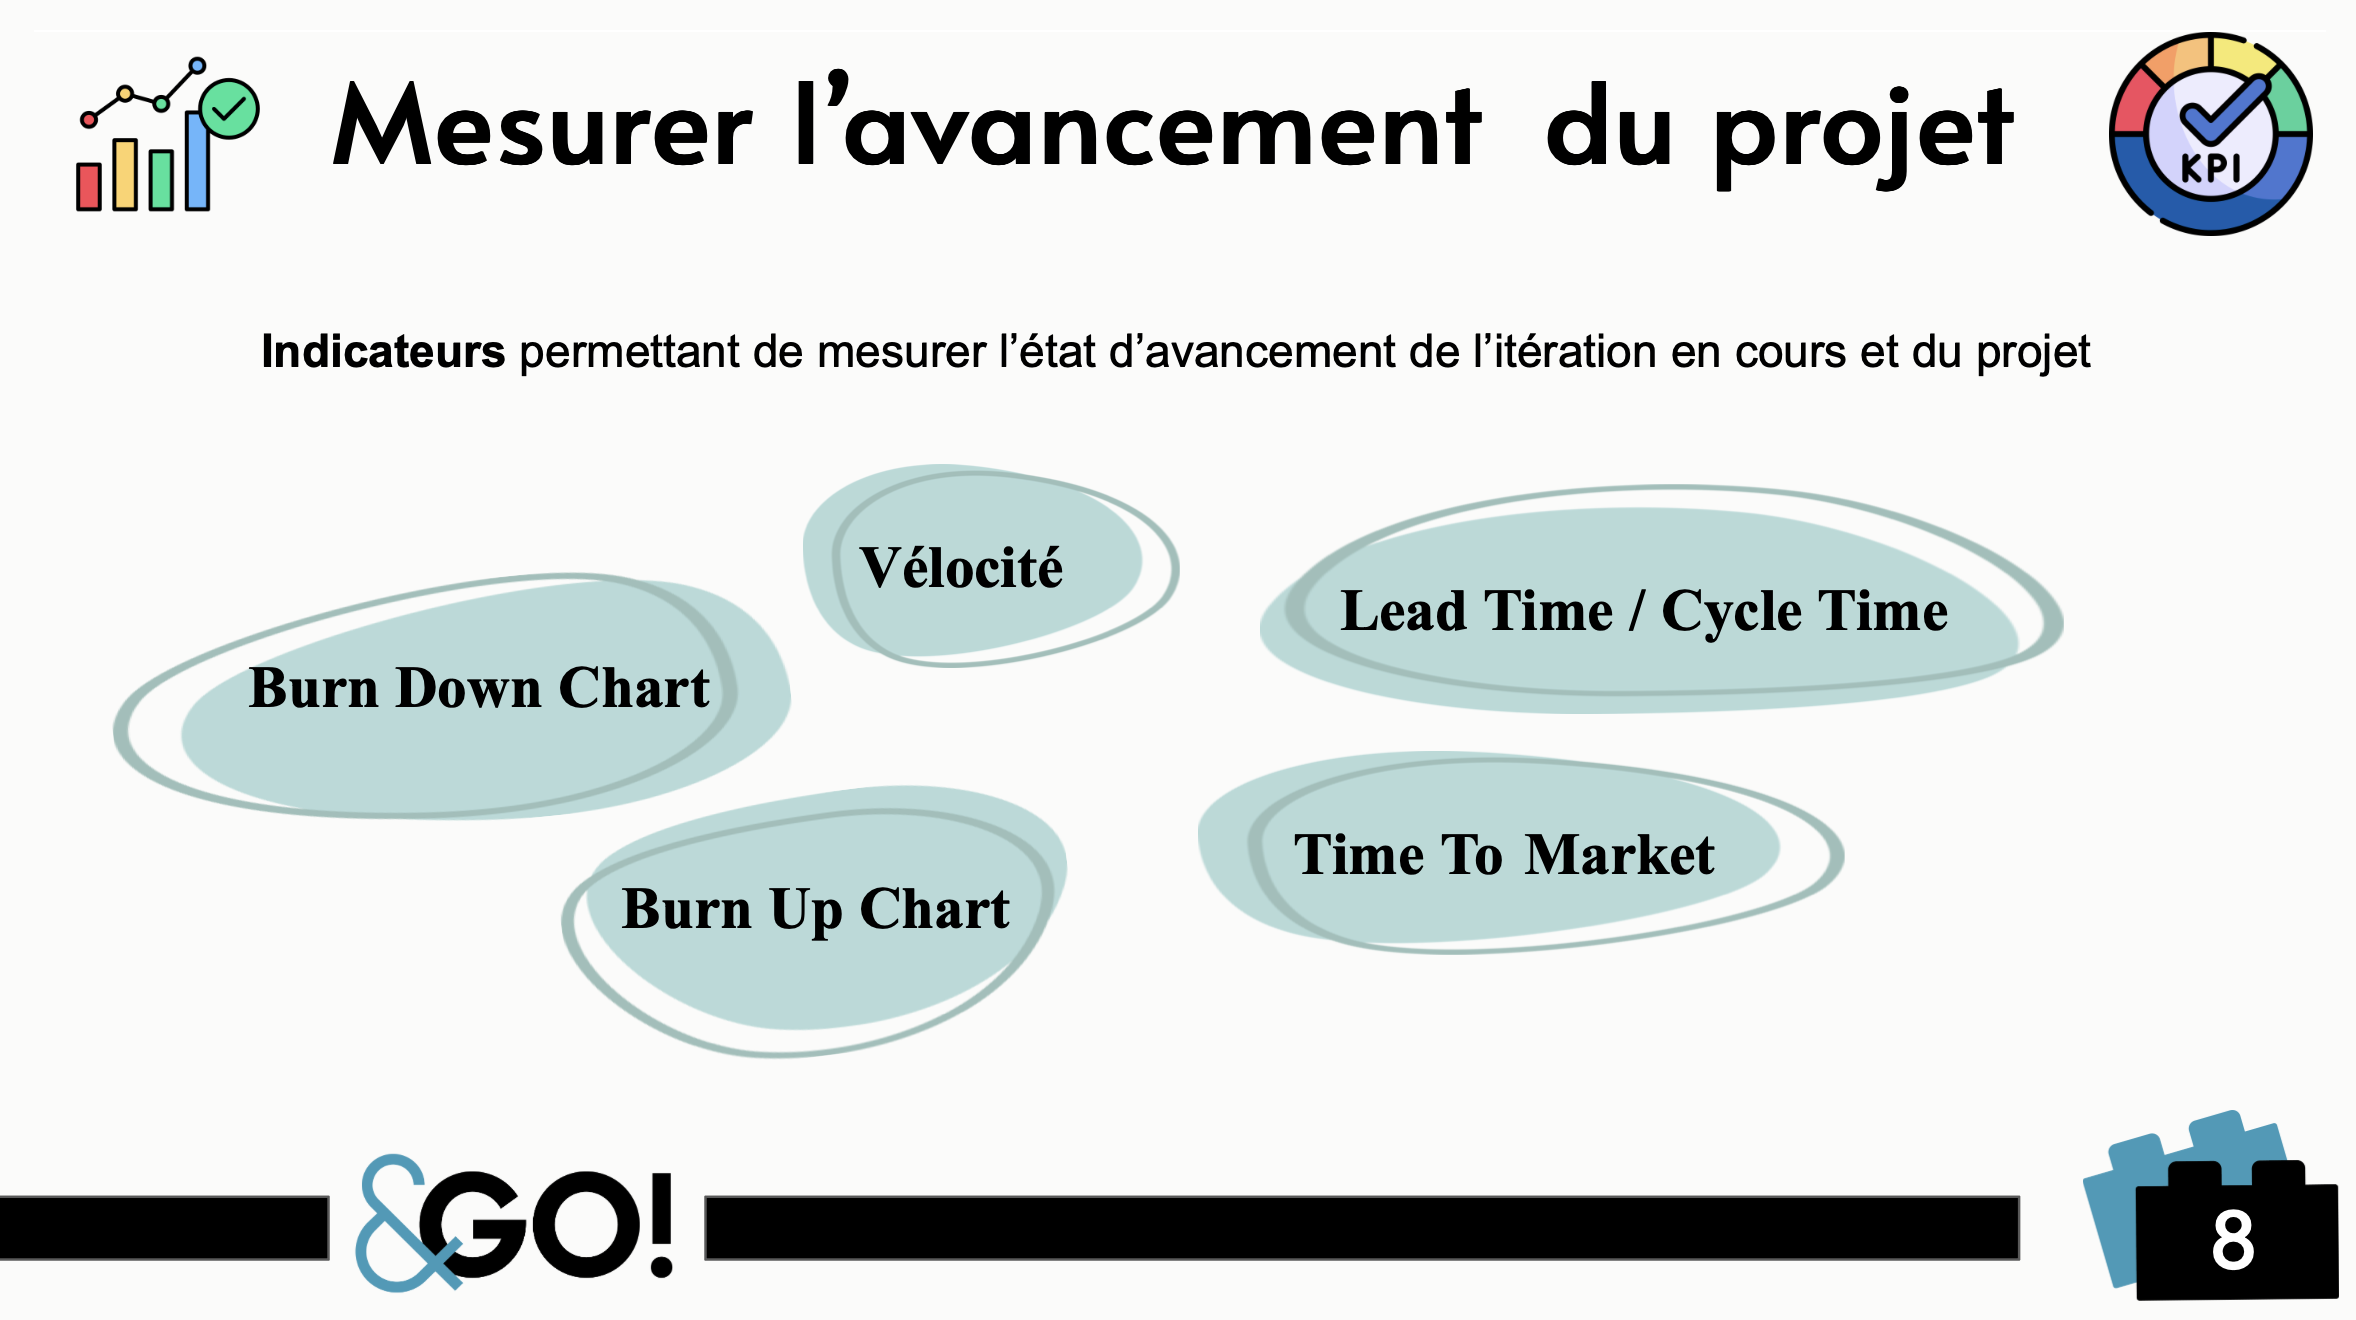 Mesurer l’avancement du projet
KPI
Indicateurs permettant de mesurer l’état d’avancement de l’itération en cours et du projet
Vélocité
Lead Time / Cycle Time
Burn Down Chart
Time To Market
Burn Up Chart
&GO!
8